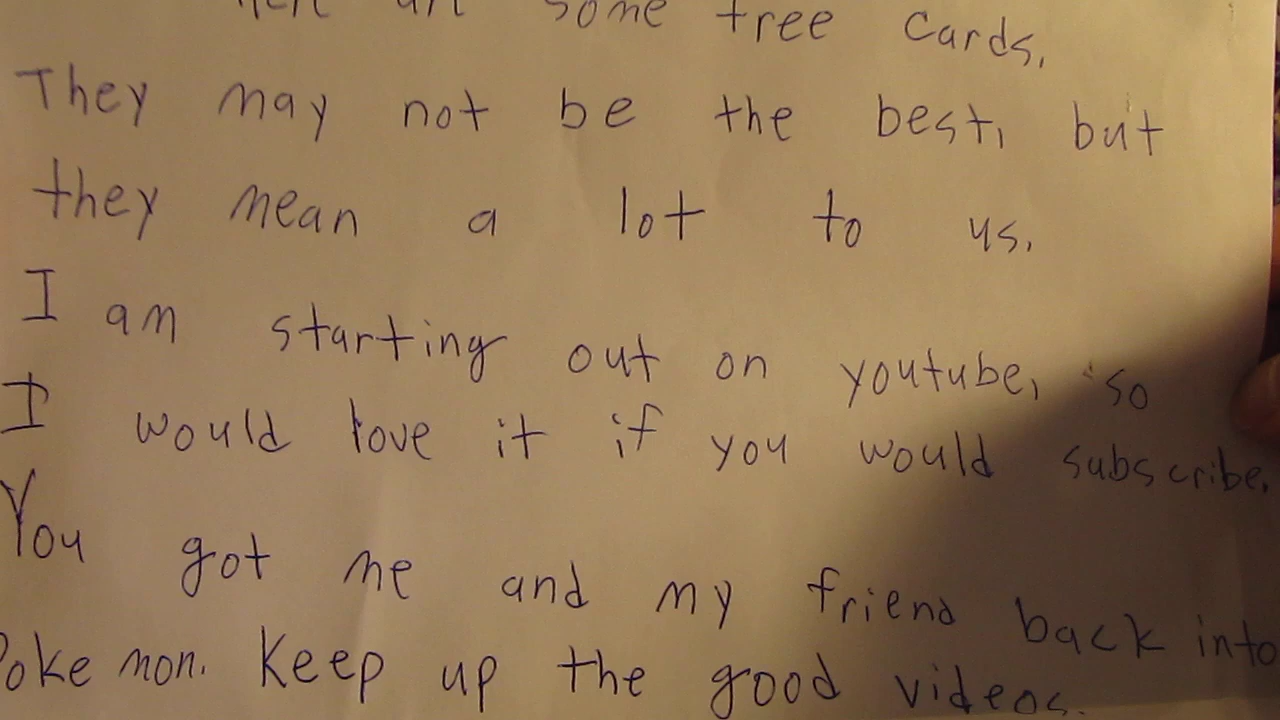 Here are some free cards,
They may not be the best, but
they mean a lot to us.
I am starting out on youtube, so
I would love it if you would subscribe.
You got me and my friend back into
Pokemon. Keep up the good videos.